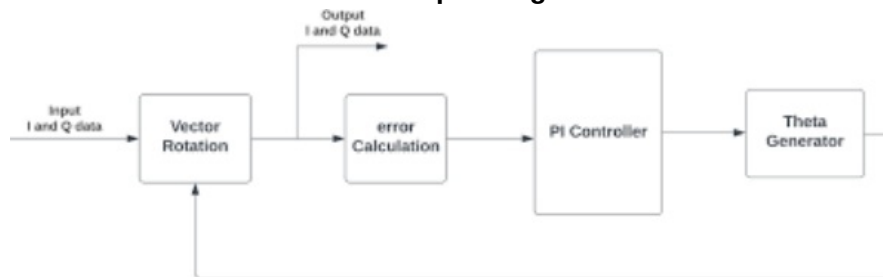 Output
I and Q data
Input
I and Q data
Vector
Rotation
error
Calculation
PI Controller
Theta
Generator